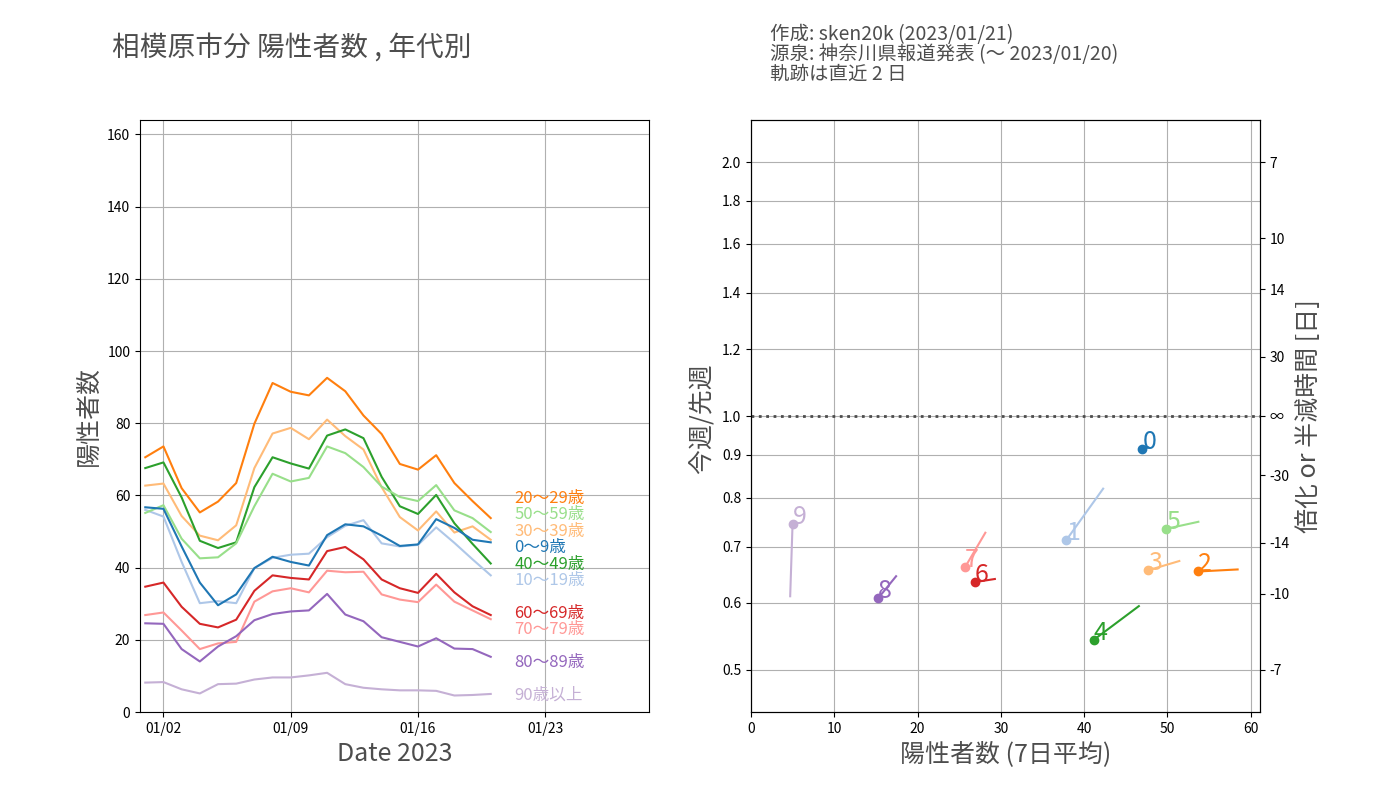 相模原市分 陽性者数 , 年代別
作成: sken20k (2023/01/21)
源泉: 神奈川県報道発表 (〜 2023/01/20)
軌跡は直近 2 日
陽性者数
160
140
120
100
80
60
40
20
0
01/02
01/09
01/16
01/23
Date 2023
20〜29歳
50〜59歳
30〜39歳
0〜9歳
40〜49歳
10〜19歳
60〜69歳
70〜79歳
80〜89歳
90歳以上
今週/先週
2.0
1.8
1.6
1.4
1.2
1.0
0.9
0.8
0.7
0.6
0.5
0
10
20
30
40
50
60
陽性者数 (7日平均)
7
10
14
30
∞
-30
-14
-10
-7
倍化 or 半減時間 [日]
0
9
5
1
7
3
2
6
8
4